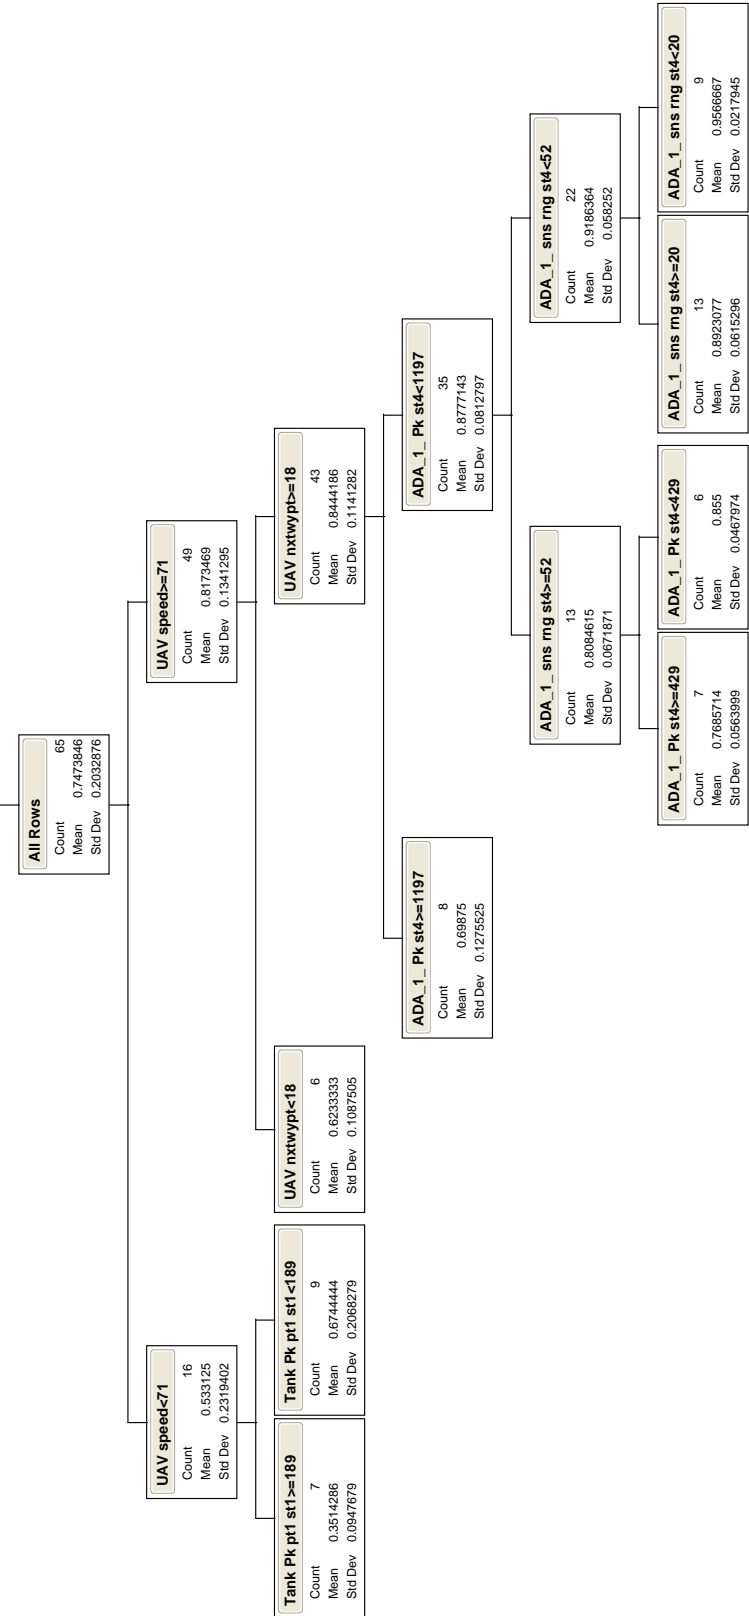 All Rows
Count 65
Mean 0.7473846
Std Dev 0.2032876
UAV speed<71
Count 16
Mean 0.533125
Std Dev 0.2319402
UAV speed>=71
Count 49
Mean 0.8173469
Std Dev 0.1341295
Tank Pk pt1 st1>=189
Count 7
Mean 0.3514286
Std Dev 0.0947679
Tank Pk pt1 st1<189
Count 9
Mean 0.6744444
Std Dev 0.2068279
UAV nxtwypt<18
Count 6
Mean 0.6233333
Std Dev 0.1087505
UAV nxtwypt>=18
Count 43
Mean 0.8444186
Std Dev 0.1141282
ADA_1_ Pk st4>=1197
Count 8
Mean 0.69875
Std Dev 0.1275525
ADA_1_ Pk st4<1197
Count 35
Mean 0.8777143
Std Dev 0.0812797
ADA_1_ sns rng st4>=52
Count 13
Mean 0.8084615
Std Dev 0.0671871
ADA_1_ sns rng st4<52
Count 22
Mean 0.9186364
Std Dev 0.058252
ADA_1_ Pk st4>=429
Count 7
Mean 0.7685714
Std Dev 0.0563999
ADA_1_ Pk st4<429
Count 6
Mean 0.855
Std Dev 0.0467974
ADA_1_ sns rng st4>=20
Count 13
Mean 0.8923077
Std Dev 0.0615296
ADA_1_ sns rng st4<20
Count 9
Mean 0.9566667
Std Dev 0.0217945